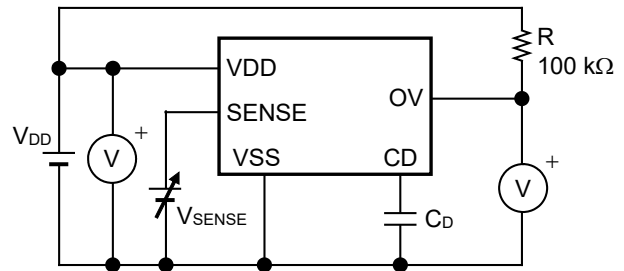 R
100 kΩ
VDD
OV
SENSE
VDD
V
+
VSS
CD
V
+
VSENSE
CD